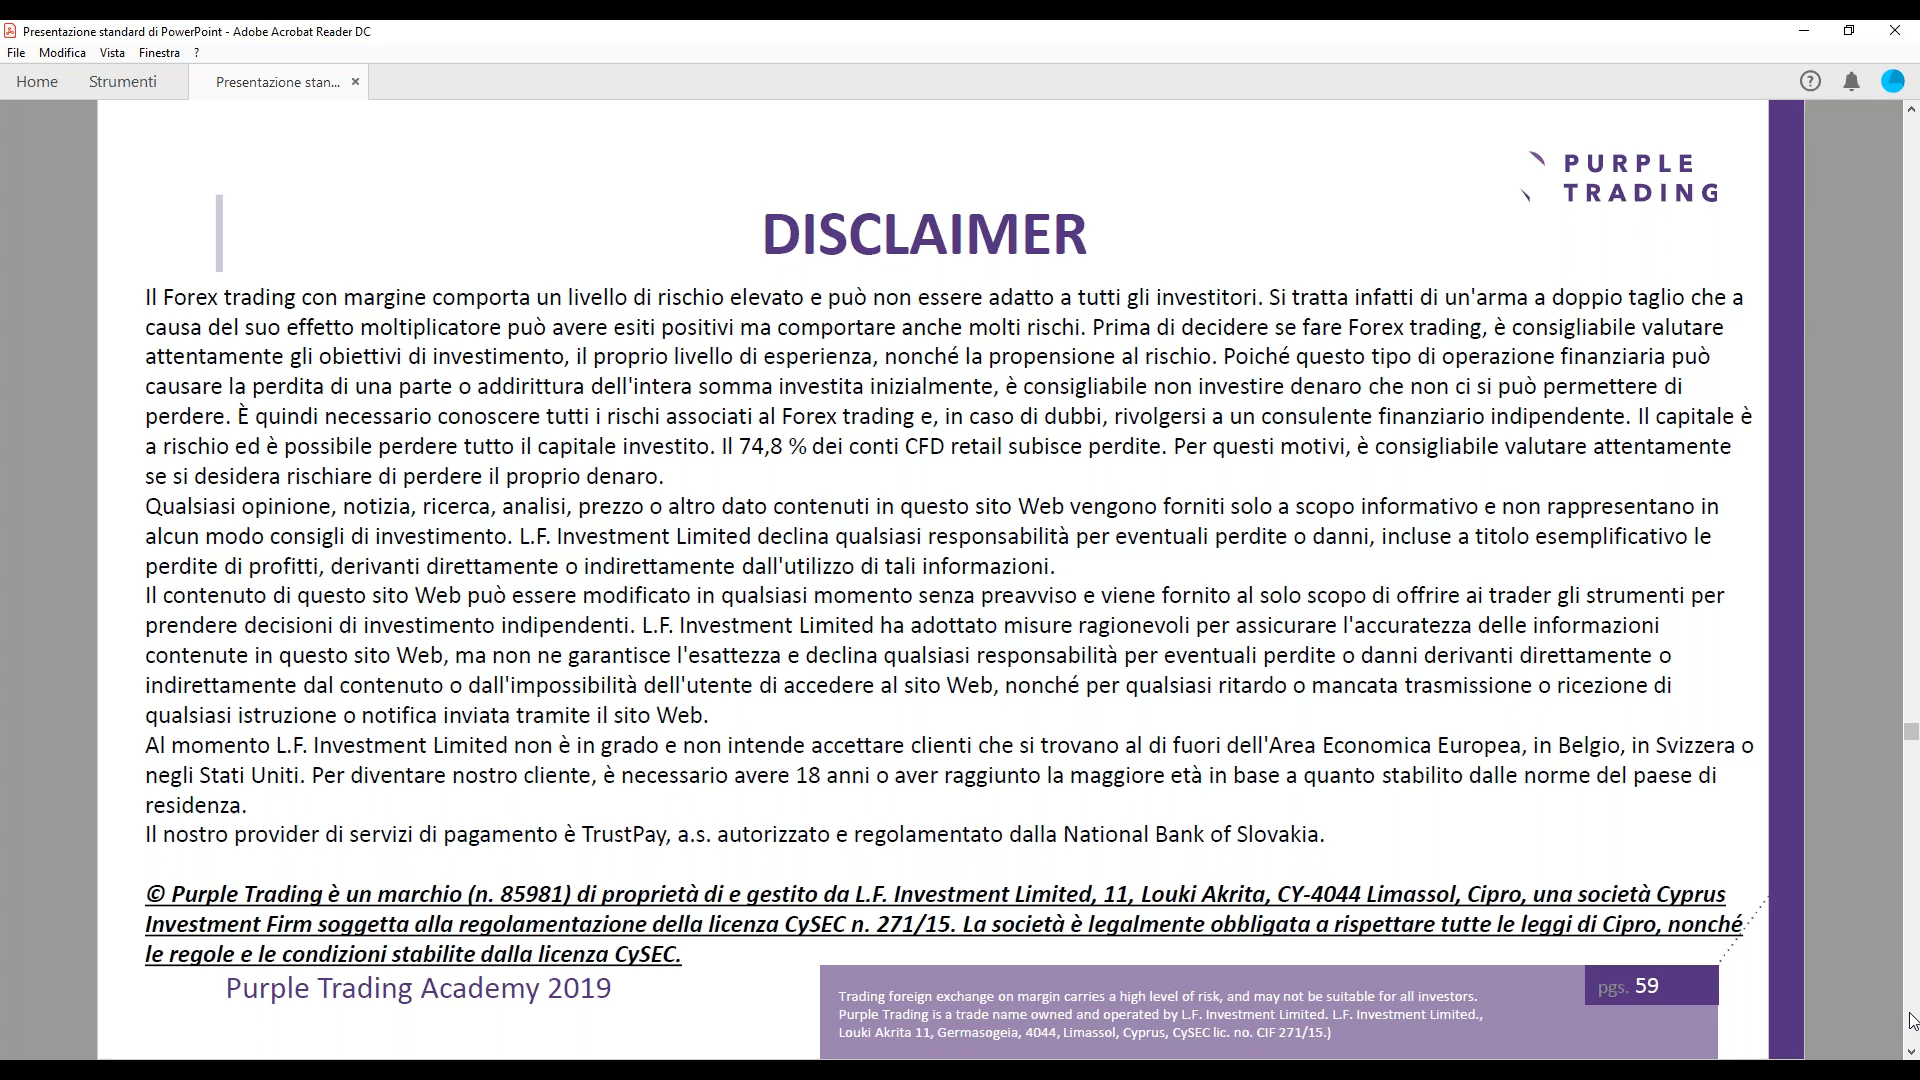 Presentazione standard di PowerPoint - Adobe Acrobat Reader DC
File Modifica Vista Finestra ?
Home Strumenti Presentazione stan... ×
PURPLE
TRADING
DISCLAIMER
Il Forex trading con margine comporta un livello di rischio elevato e può non essere adatto a tutti gli investitori. Si tratta infatti di un'arma a doppio taglio che a
causa del suo effetto moltiplicatore può avere esiti positivi ma comportare anche molti rischi. Prima di decidere se fare Forex trading, è consigliabile valutare
attentamente gli obiettivi di investimento, il proprio livello di esperienza, nonché la propensione al rischio. Poiché questo tipo di operazione finanziaria può
causare la perdita di una parte o addirittura dell'intera somma investita inizialmente, è consigliabile non investire denaro che non ci si può permettere di
perdere. È quindi necessario conoscere tutti i rischi associati al Forex trading e, in caso di dubbi, rivolgersi a un consulente finanziario indipendente. Il capitale è
a rischio ed è possibile perdere tutto il capitale investito. Il 74,8 % dei conti CFD retail subisce perdite. Per questi motivi, è consigliabile valutare attentamente
se si desidera rischiare di perdere il proprio denaro.
Qualsiasi opinione, notizia, ricerca, analisi, prezzo o altro dato contenuti in questo sito Web vengono forniti solo a scopo informativo e non rappresentano in
alcun modo consigli di investimento. L.F. Investment Limited declina qualsiasi responsabilità per eventuali perdite o danni, incluse a titolo esemplificativo le
perdite di profitti, derivanti direttamente o indirettamente dall'utilizzo di tali informazioni.
Il contenuto di questo sito Web può essere modificato in qualsiasi momento senza preavviso e viene fornito al solo scopo di offrire ai trader gli strumenti per
prendere decisioni di investimento indipendenti. L.F. Investment Limited ha adottato misure ragionevoli per assicurare l'accuratezza delle informazioni
contenute in questo sito Web, ma non ne garantisce l'esattezza e declina qualsiasi responsabilità per eventuali perdite o danni derivanti direttamente o
indirettamente dal contenuto o dall'impossibilità dell'utente di accedere al sito Web, nonché per qualsiasi ritardo o mancata trasmissione o ricezione di
qualsiasi istruzione o notifica inviata tramite il sito Web.
Al momento L.F. Investment Limited non è in grado e non intende accettare clienti che si trovano al di fuori dell'Area Economica Europea, in Belgio, in Svizzera o
negli Stati Uniti. Per diventare nostro cliente, è necessario avere 18 anni o aver raggiunto la maggiore età in base a quanto stabilito dalle norme del paese di
residenza.
Il nostro provider di servizi di pagamento è TrustPay, a.s. autorizzato e regolamentato dalla National Bank of Slovakia.
© Purple Trading è un marchio (n. 85981) di proprietà di e gestito da L.F. Investment Limited, 11, Louki Akrita, CY-4044 Limassol, Cipro, una società Cyprus
Investment Firm soggetta alla regolamentazione della licenza CySEC n. 271/15. La società è legalmente obbligata a rispettare tutte le leggi di Cipro, nonché
le regole e le condizioni stabilite dalla licenza CySEC.
Purple Trading Academy 2019
pgs. 59
Trading foreign exchange on margin carries a high level of risk, and may not be suitable for all investors.
Purple Trading is a trade name owned and operated by L.F. Investment Limited. L.F. Investment Limited.,
Louki Akrita 11, Germasogeia, 4044, Limassol, Cyprus, CySEC lic. no. CIF 271/15.)